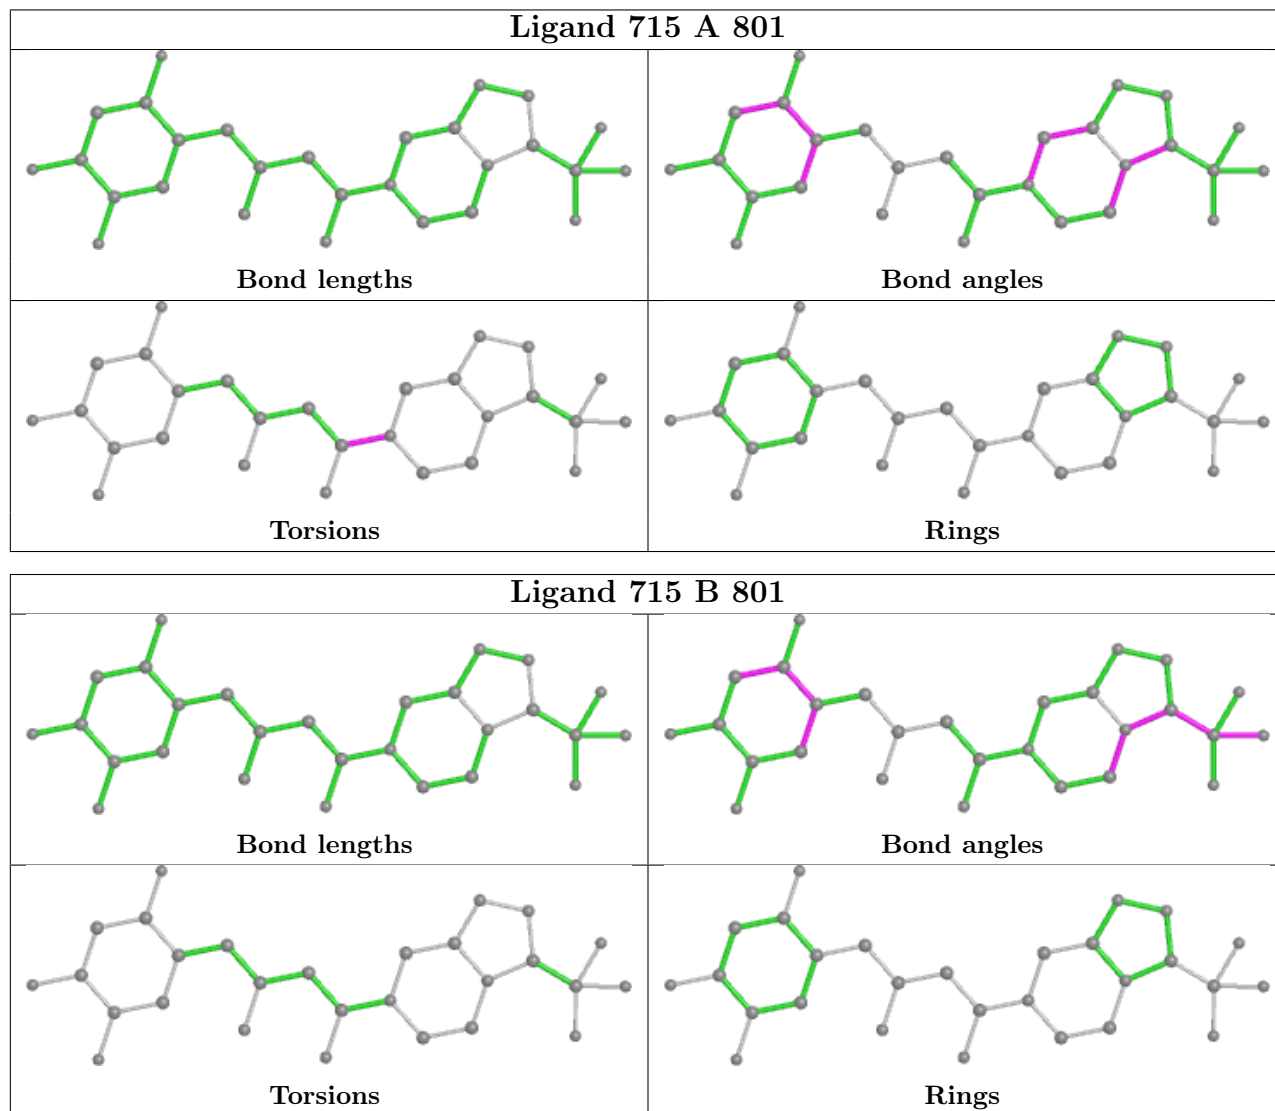 Ligand 715 A 801
Bond lengths
Bond angles
Torsions
Rings
Ligand 715 B 801
Bond lengths
Bond angles
Torsions
Rings